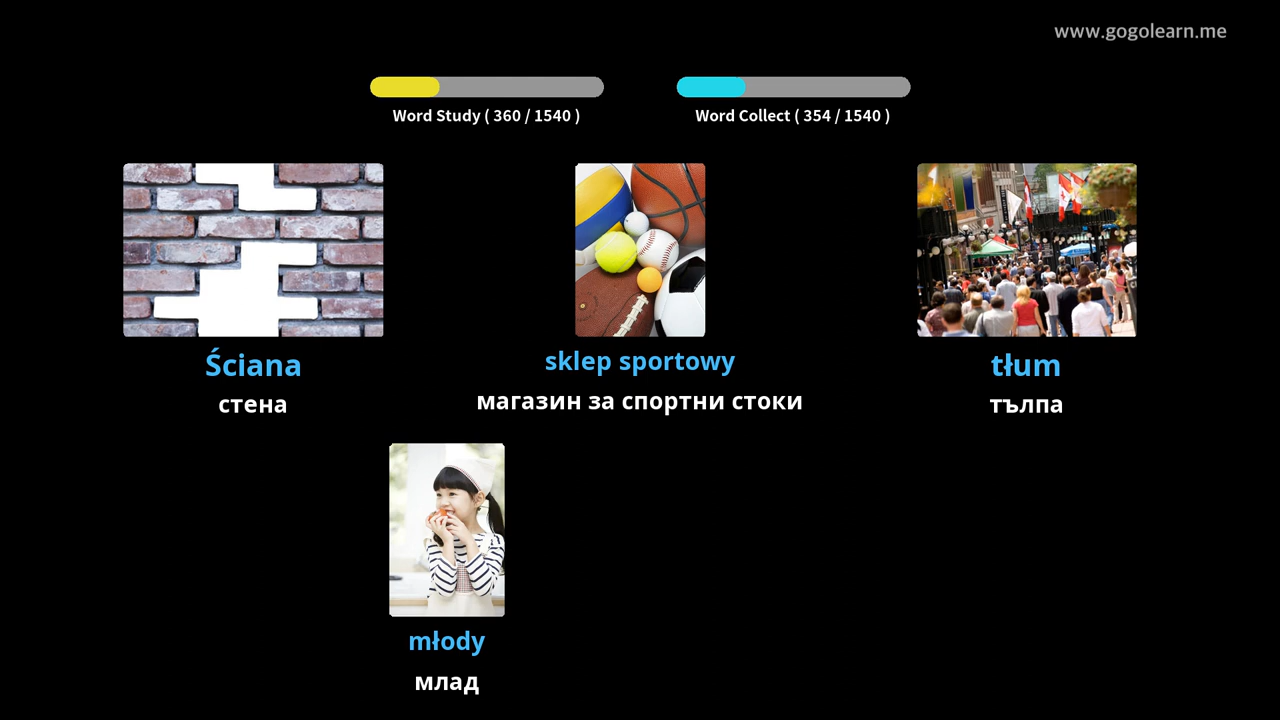 www.gogolearn.me
Word Study ( 360 / 1540 )
Word Collect ( 354 / 1540 )
Ściana
стена
sklep sportowy
магазин за спортни стоки
tłum
тълпа
młody
млад